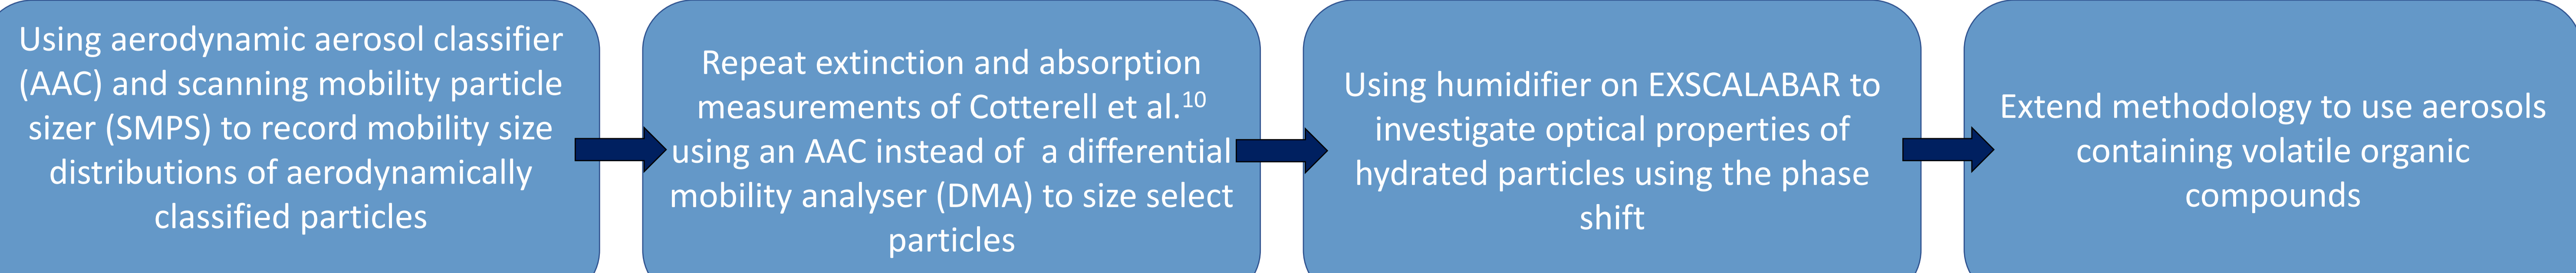 Using aerodynamic aerosol classifier
(AAC) and scanning mobility particle
sizer (SMPS) to record mobility size
distributions of aerodynamically
classified particles
Repeat extinction and absorption
measurements of Cotterell et al.¹⁰
using an AAC instead of  a differential
mobility analyser (DMA) to size select
particles
Using humidifier on EXSCALABAR to
investigate optical properties of
hydrated particles using the phase
shift
Extend methodology to use aerosols
containing volatile organic
compounds